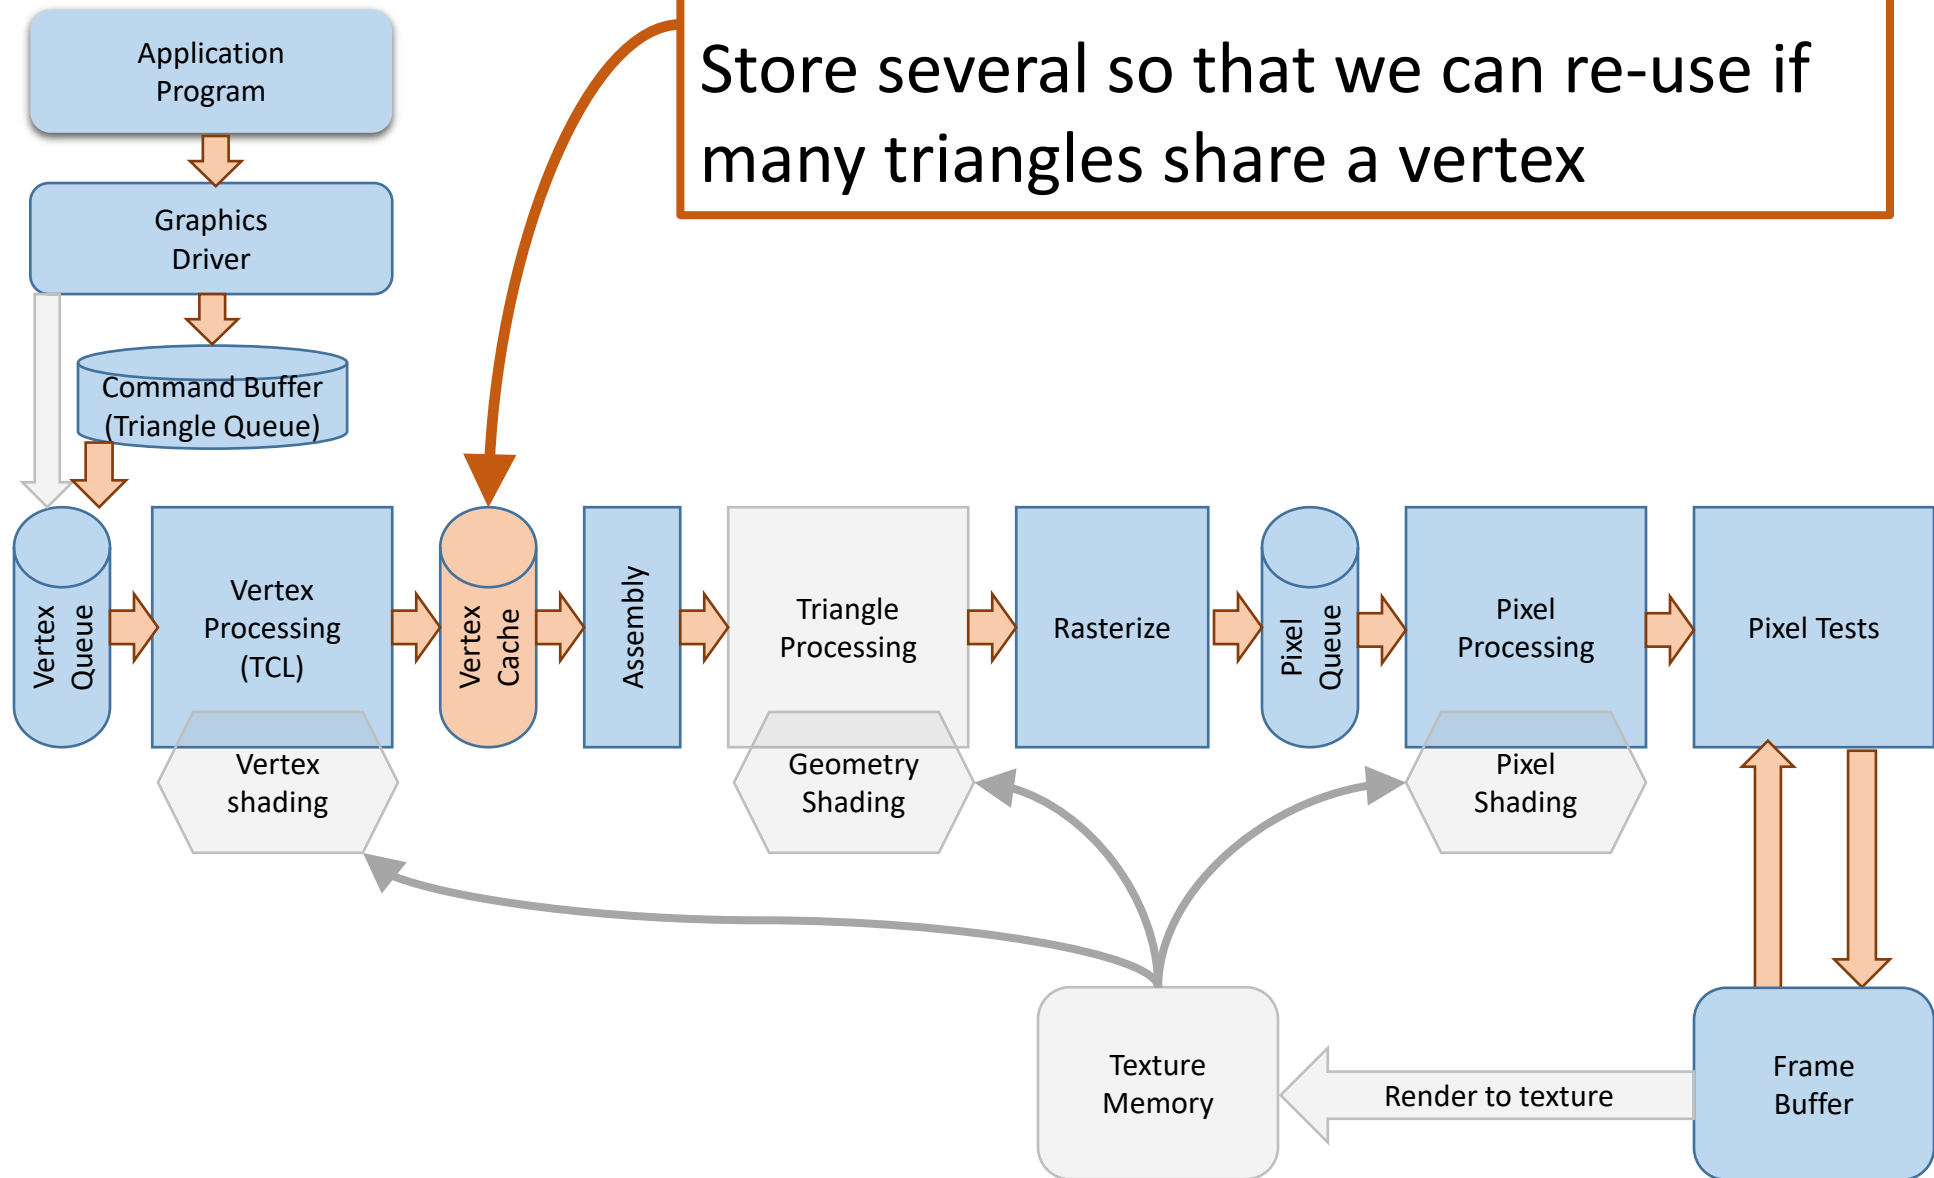 Application
Program
Store several so that we can re-use if
many triangles share a vertex
Graphics
Driver
Command Buffer
(Triangle Queue)
Vertex
Queue
Vertex
Processing
(TCL)
Vertex
Cache
Assembly
Triangle
Processing
Rasterize
Pixel
Queue
Pixel
Processing
Pixel Tests
Vertex
shading
Geometry
Shading
Pixel
Shading
Texture
Memory
Render to texture
Frame
Buffer